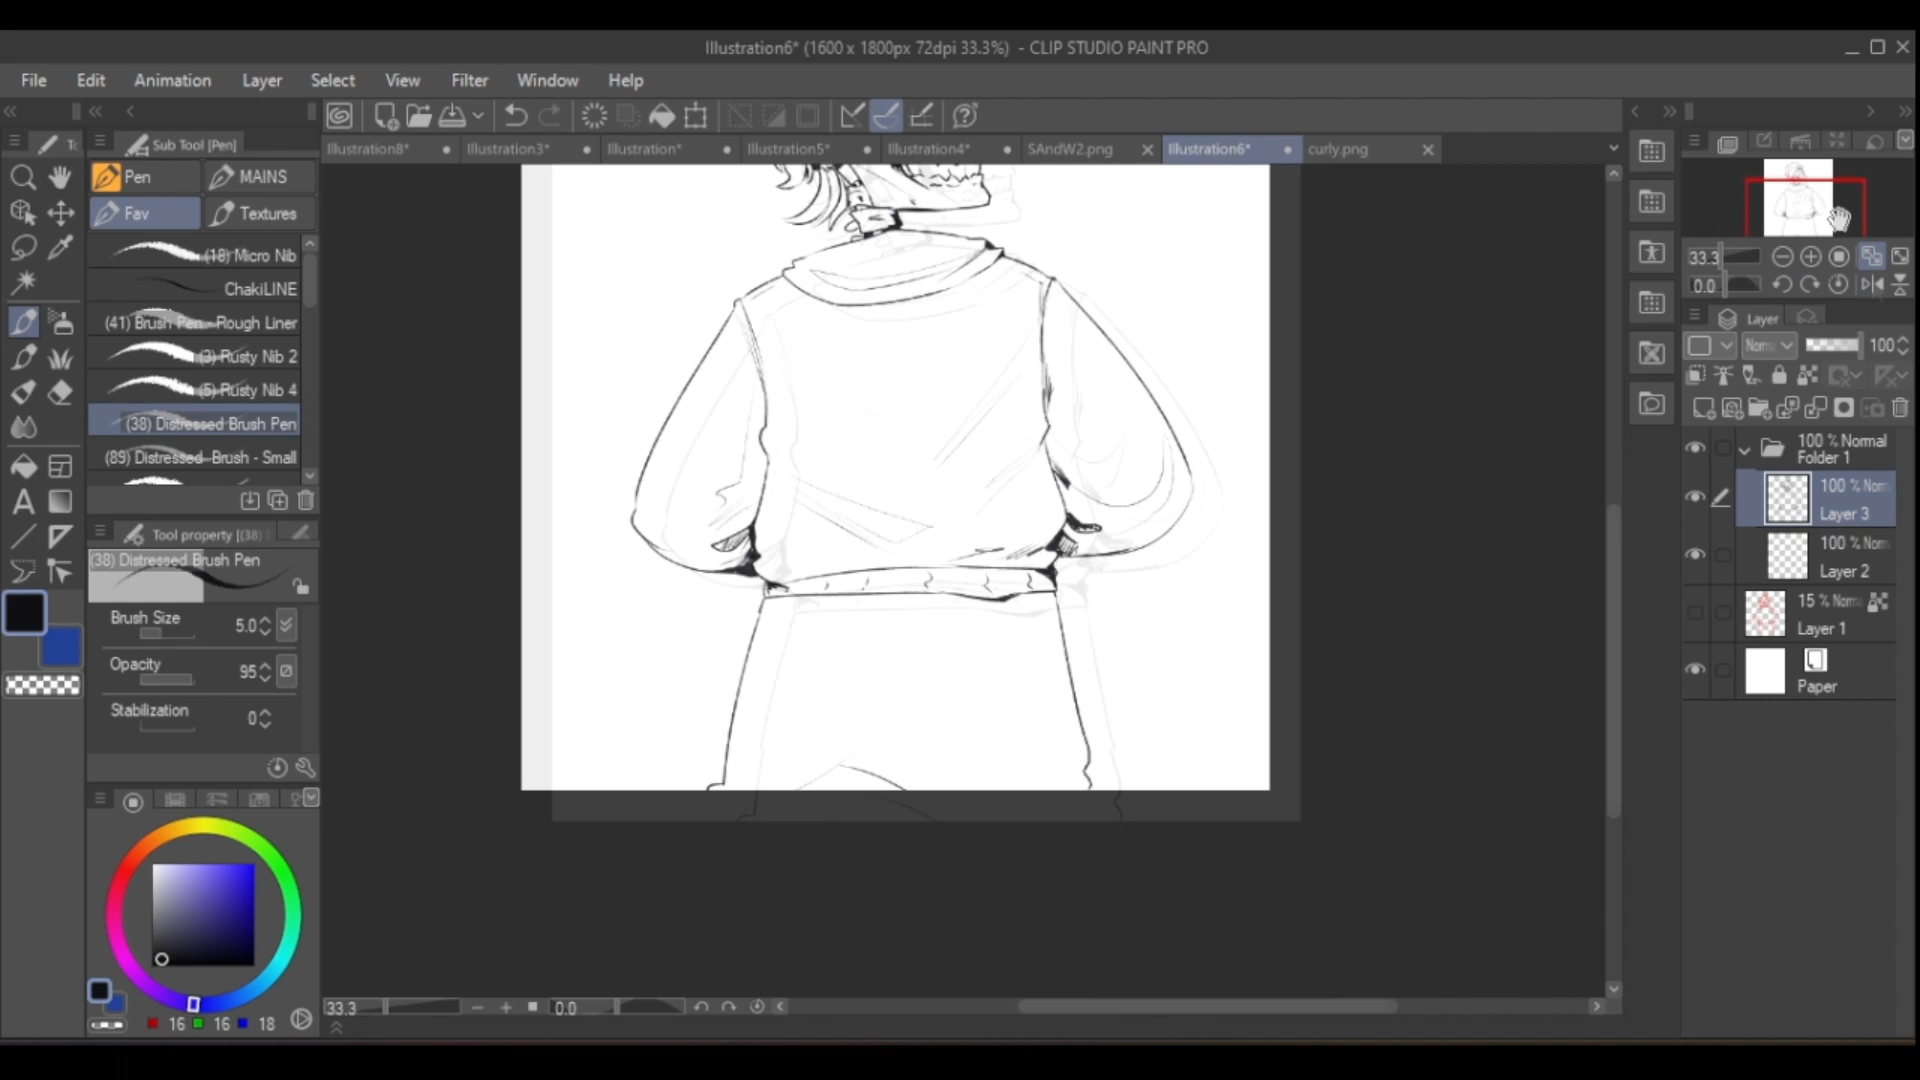 Illustration6* (1600 x 1800px 72dpi 33.3%) - CLIP STUDIO PAINT PRO
File Edit Animation Layer Select View Filter Window Help
Sub Tool [Pen]
Illustration8* Illustration3* Illustration* Illustration5* Illustration4* SAndW2.png Illustration6* curly.png
Pen MAINS
Fav Textures
(18) Micro Nib
ChakiLINE
(41) Brush Pen - Rough Liner
(3) Rusty Nib 2
(5) Rusty Nib 4
(38) Distressed Brush Pen
(89) Distressed Brush - Small
Tool property [(38)
(38) Distressed Brush Pen
Brush Size 5.0
Opacity 95
Stabilization 0
16 16 18
33.3 0.0
33.3
0.0
Layer
Norm 100
100 % Normal
Folder 1
100 % Norm
Layer 3
100 % Norm
Layer 2
15 % Norm
Layer 1
Paper